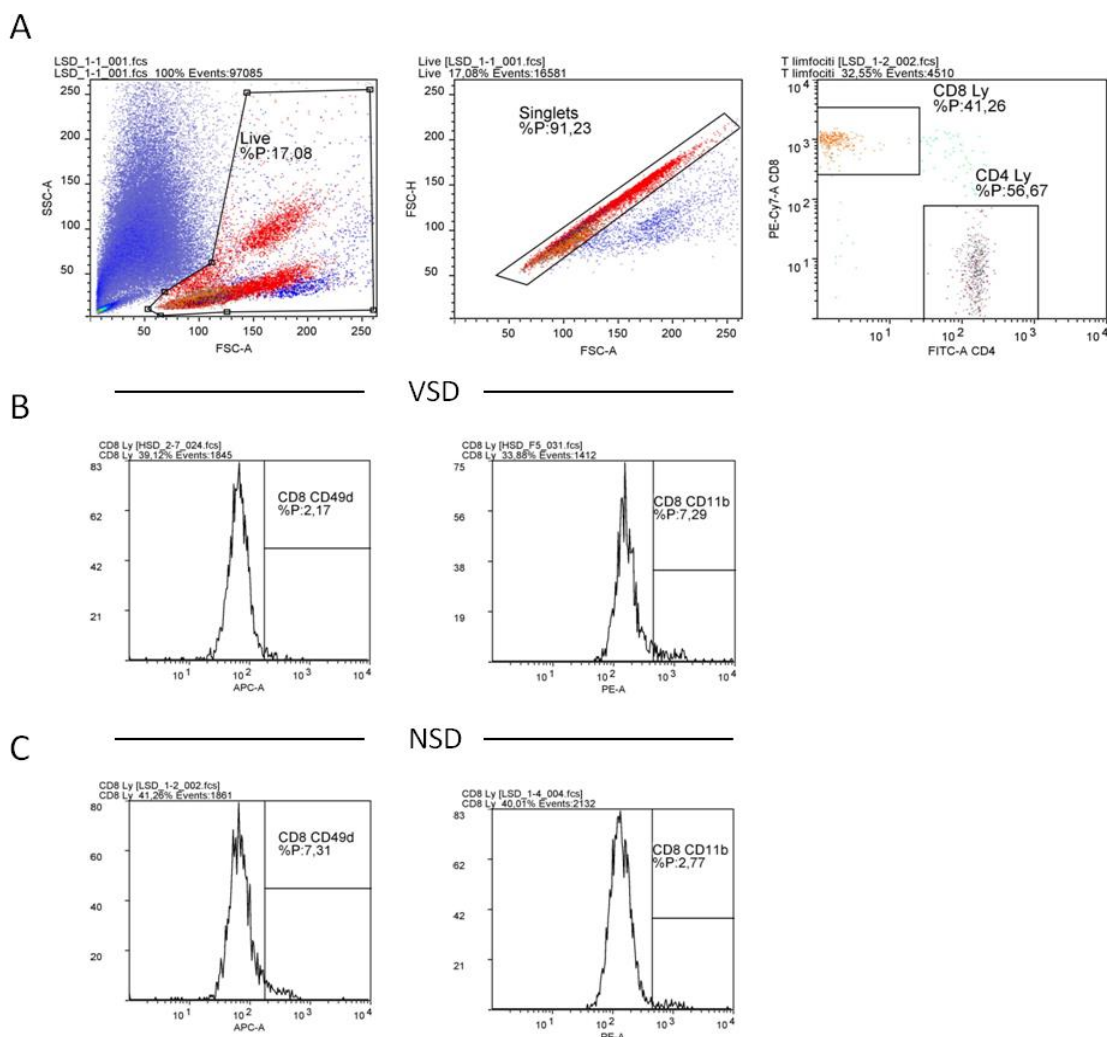 A
LSD_1-1_001.fcs
LSD_1-1_001.fcs 100% Events:97085
250
200
150
100
50
SSC-A
Live
%P:17,08
50 100 150 200 250
FSC-A
Live [LSD_1-1_001.fcs]
Live 17,08% Events:16581
250
200
150
100
50
FSC-H
Singlets
%P:91,23
50 100 150 200 250
FSC-A
T limfociti [LSD_1-2_002.fcs]
T limfociti 32,55% Events:4510
10^4
10^3
10^2
10^1
PE-Cy7-A CD8
CD8 Ly
%P:41,26
CD4 Ly
%P:56,67
10^1 10^2 10^3 10^4
FITC-A CD4
B
VSD
CD8 Ly [HSD_2-7_024.fcs]
CD8 Ly 39,12% Events:1845
83
62
42
21
CD8 CD49d
%P:2,17
10^1 10^2 10^3 10^4
APC-A
CD8 Ly [HSD_F5_031.fcs]
CD8 Ly 33,88% Events:1412
75
56
38
19
CD8 CD11b
%P:7,29
10^1 10^2 10^3 10^4
PE-A
C
NSD
CD8 Ly [LSD_1-2_002.fcs]
CD8 Ly 41,26% Events:1861
80
60
40
20
CD8 CD49d
%P:7,31
10^1 10^2 10^3 10^4
APC-A
CD8 Ly [LSD_1-4_004.fcs]
CD8 Ly 40,01% Events:2132
83
62
42
21
CD8 CD11b
%P:2,77
10^1 10^2 10^3 10^4
PE-A